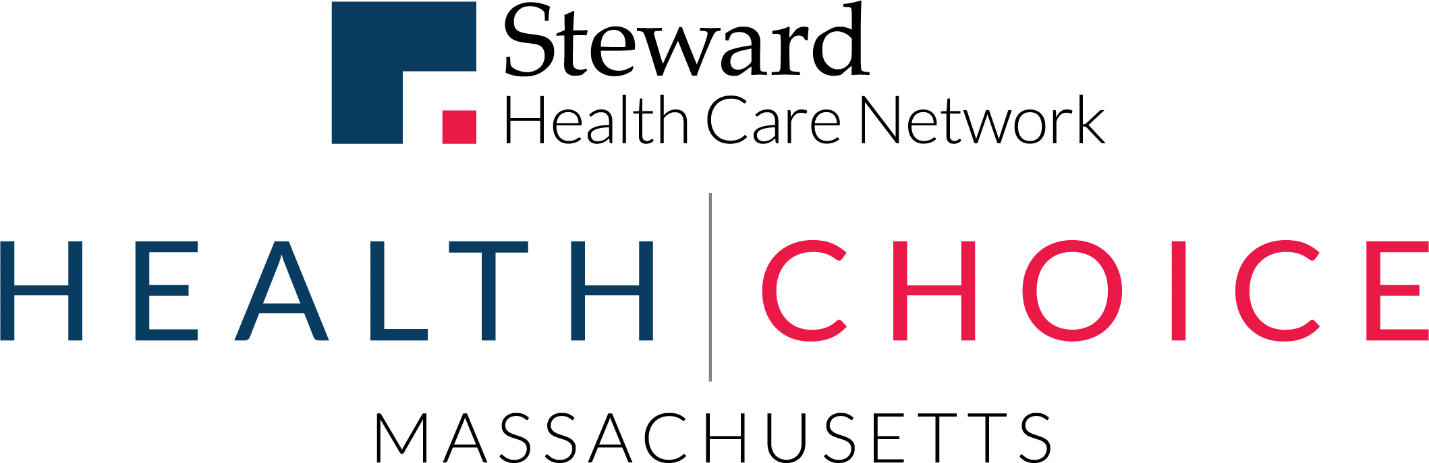 Steward
Health Care Network
HEALTH CHOICE
MASSACHUSETTS